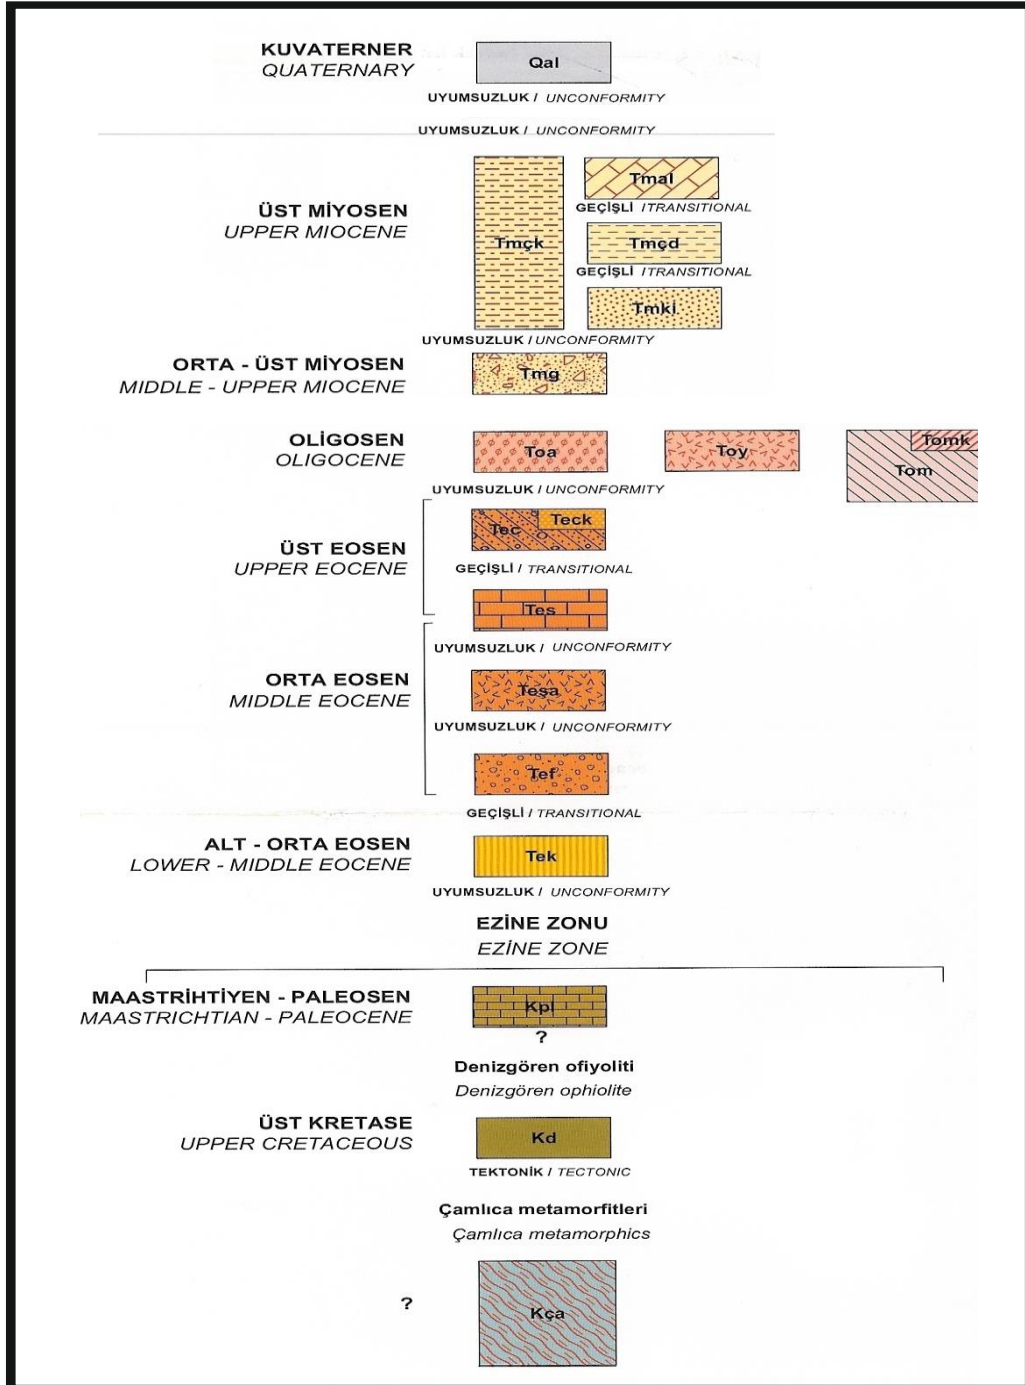 KUVATERNER
QUATERNARY
Qal
UYUMSUZLUK / UNCONFORMITY
UYUMSUZLUK / UNCONFORMITY
ÜST MİYOSEN
UPPER MIOCENE
Tmçk
Tmal
GEÇİŞLİ / TRANSITIONAL
Tmçd
GEÇİŞLİ / TRANSITIONAL
Tmki
UYUMSUZLUK / UNCONFORMITY
ORTA - ÜST MİYOSEN
MIDDLE - UPPER MIOCENE
Tmg
OLİGOSEN
OLIGOCENE
Toa
Toy
Tomk
Tom
UYUMSUZLUK / UNCONFORMITY
ÜST EOSEN
UPPER EOCENE
Tec
Teck
GEÇİŞLİ / TRANSITIONAL
Tes
UYUMSUZLUK / UNCONFORMITY
ORTA EOSEN
MIDDLE EOCENE
Teşa
UYUMSUZLUK / UNCONFORMITY
Tef
GEÇİŞLİ / TRANSITIONAL
ALT - ORTA EOSEN
LOWER - MIDDLE EOCENE
Tek
UYUMSUZLUK / UNCONFORMITY
EZİNE ZONU
EZİNE ZONE
MAASTRİHTİYEN - PALEOSEN
MAASTRICHTIAN - PALEOCENE
Kpl
?
Denizgören ofiyoliti
Denizgören ophiolite
ÜST KRETASE
UPPER CRETACEOUS
Kd
TEKTONİK / TECTONIC
Çamlıca metamorfitleri
Çamlıca metamorphics
?
Kça